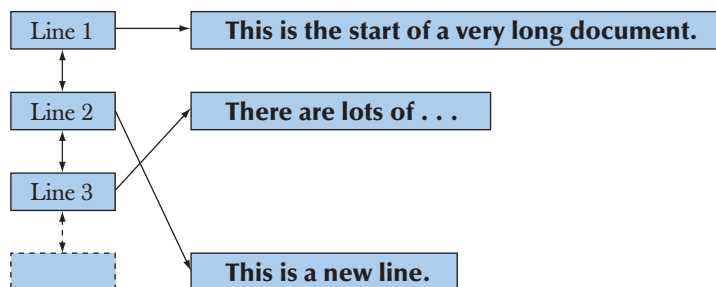 Line 1
This is the start of a very long document.
Line 2
There are lots of . . .
Line 3
This is a new line.